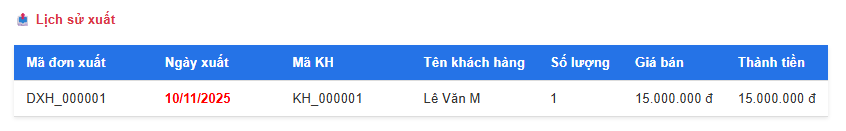 Lịch sử xuất
Mã đơn xuất Ngày xuất Mã KH Tên khách hàng Số lượng Giá bán Thành tiền
DXH_000001 10/11/2025 KH_000001 Lê Văn M 1 15.000.000 đ 15.000.000 đ